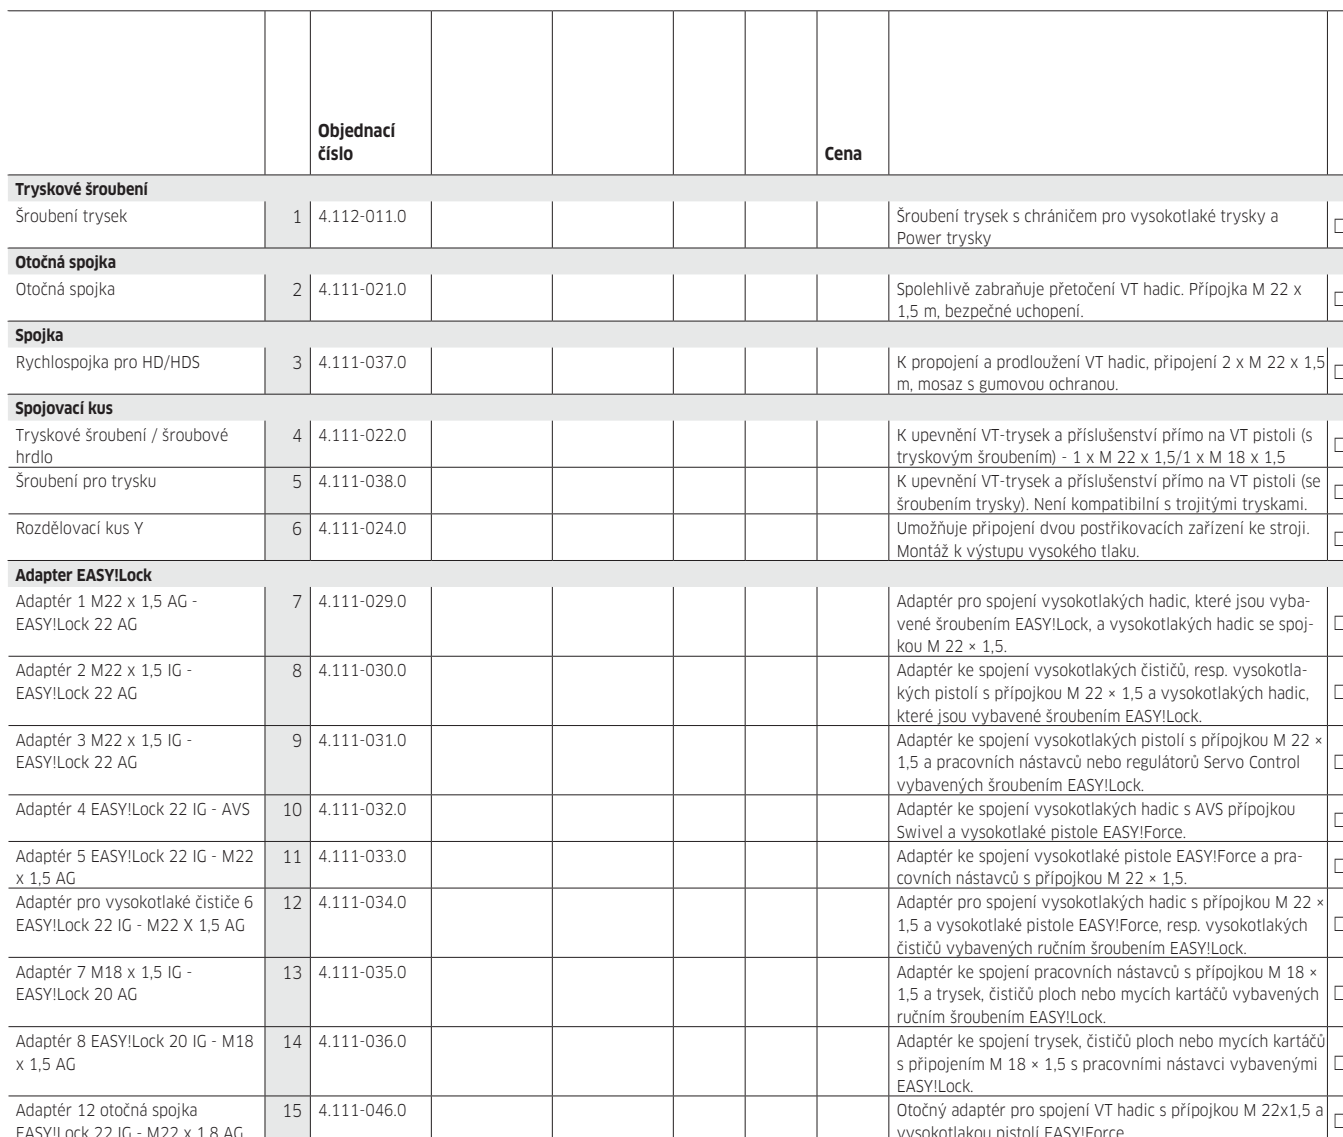 Objednací
číslo
Cena
Tryskové šroubení
Šroubení trysek 1 4.112-011.0 Šroubení trysek s chráničem pro vysokotlaké trysky a
Power trysky
Otočná spojka
Otočná spojka 2 4.111-021.0 Spolehlivě zabraňuje přetočení VT hadic. Přípojka M 22 x
1,5 m, bezpečné uchopení.
Spojka
Rychlospojka pro HD/HDS 3 4.111-037.0 K propojení a prodloužení VT hadic, připojení 2 x M 22 x 1,5
m, mosaz s gumovou ochranou.
Spojovací kus
Tryskové šroubení / šroubové 4 4.111-022.0 K upevnění VT-trysek a příslušenství přímo na VT pistoli (s
hrdlo tryskovým šroubením) - 1 x M 22 x 1,5/1 x M 18 x 1,5
Šroubení pro trysku 5 4.111-038.0 K upevnění VT-trysek a příslušenství přímo na VT pistoli (se
šroubením trysky). Není kompatibilní s trojitými tryskami.
Rozdělovací kus Y 6 4.111-024.0 Umožňuje připojení dvou postřikovacích zařízení ke stroji.
Montáž k výstupu vysokého tlaku.
Adapter EASY!Lock
Adaptér 1 M22 x 1,5 AG - 7 4.111-029.0 Adaptér pro spojení vysokotlakých hadic, které jsou vyba-
EASY!Lock 22 AG vené šroubením EASY!Lock, a vysokotlakých hadic se spoj-
kou M 22 × 1,5.
Adaptér 2 M22 x 1,5 IG - 8 4.111-030.0 Adaptér ke spojení vysokotlakých čističů, resp. vysokotla-
EASY!Lock 22 AG kých pistolí s přípojkou M 22 × 1,5 a vysokotlakých hadic,
které jsou vybavené šroubením EASY!Lock.
Adaptér 3 M22 x 1,5 IG - 9 4.111-031.0 Adaptér ke spojení vysokotlakých pistolí s přípojkou M 22 ×
EASY!Lock 22 AG 1,5 a pracovních nástavců nebo regulátorů Servo Control
vybavených šroubením EASY!Lock.
Adaptér 4 EASY!Lock 22 IG - AVS 10 4.111-032.0 Adaptér ke spojení vysokotlakých hadic s AVS přípojkou
Swivel a vysokotlaké pistole EASY!Force.
Adaptér 5 EASY!Lock 22 IG - M22 11 4.111-033.0 Adaptér ke spojení vysokotlaké pistole EASY!Force a pra-
x 1,5 AG covních nástavců s přípojkou M 22 × 1,5.
Adaptér pro vysokotlaké čističe 6 12 4.111-034.0 Adaptér pro spojení vysokotlakých hadic s přípojkou M 22 ×
EASY!Lock 22 IG - M22 X 1,5 AG 1,5 a vysokotlaké pistole EASY!Force, resp. vysokotlakých
čističů vybavených ručním šroubením EASY!Lock.
Adaptér 7 M18 x 1,5 IG - 13 4.111-035.0 Adaptér ke spojení pracovních nástavců s přípojkou M 18 ×
EASY!Lock 20 AG 1,5 a trysek, čističů ploch nebo mycích kartáčů vybavených
ručním šroubením EASY!Lock.
Adaptér 8 EASY!Lock 20 IG - M18 14 4.111-036.0 Adaptér ke spojení trysek, čističů ploch nebo mycích kartáčů
x 1,5 AG s připojením M 18 × 1,5 s pracovními nástavci vybavenými
EASY!Lock.
Adaptér 12 otočná spojka 15 4.111-046.0 Otočný adaptér pro spojení VT hadic s přípojkou M 22x1,5 a
EASY!Lock 22 IG - M22 x 1,8 AG vysokotlakou pistolí EASY!Force